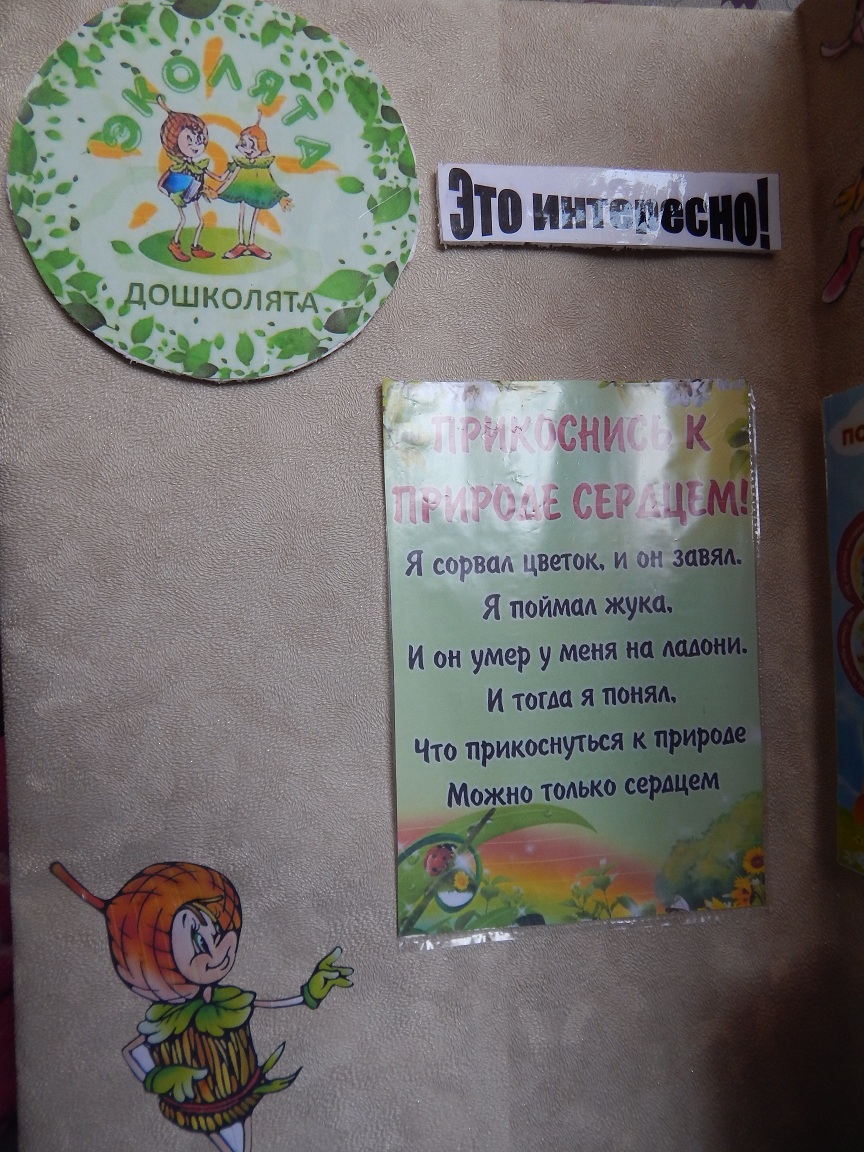 ЭКОЛЯТА
ДОШКОЛЯТА
Это интересно!
ПРИКОСНИСЬ К
ПРИРОДЕ СЕРДЦЕМ!
Я сорвал цветок, и он завял.
Я поймал жука,
И он умер у меня на ладони.
И тогда я понял,
Что прикоснуться к природе
Можно только сердцем